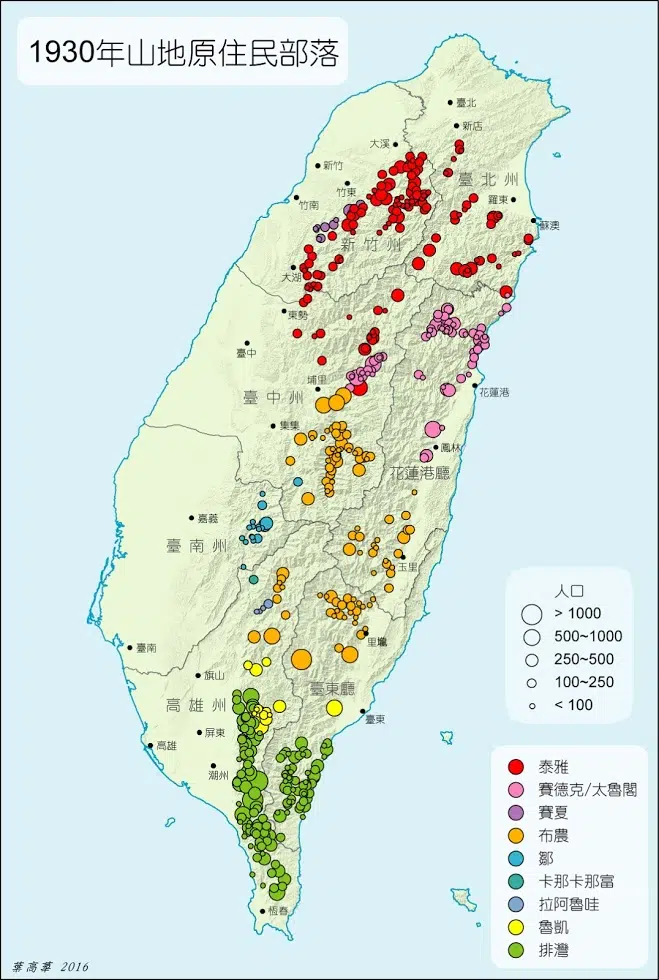 1930年山地原住民部落
臺北
新店
大溪
新竹
竹東
臺北州
羅東
竹南
蘇澳
新竹州
大湖
東勢
臺中
埔里
花蓮港
臺中州
集集
鳳林
花蓮港廳
嘉義
臺南州
玉里
臺南
里壠
旗山
臺東廳
高雄州
臺東
屏東
高雄
潮州
恆春
人口
> 1000
500~1000
250~500
100~250
< 100
泰雅
賽德克/太魯閣
賽夏
布農
鄒
卡那卡那富
拉阿魯哇
魯凱
排灣
葉高華 2016